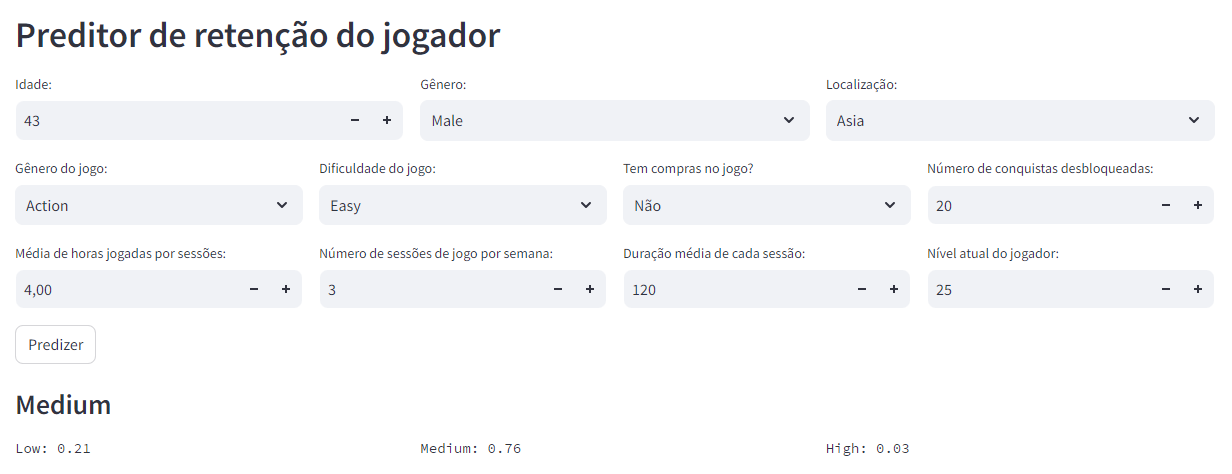 Preditor de retenção do jogador
Idade: Gênero: Localização:
43 Male Asia
Gênero do jogo: Dificuldade do jogo: Tem compras no jogo? Número de conquistas desbloqueadas:
Action Easy Não 20
Média de horas jogadas por sessões: Número de sessões de jogo por semana: Duração média de cada sessão: Nível atual do jogador:
4,00 3 120 25
Predizer
Medium
Low: 0.21 Medium: 0.76 High: 0.03